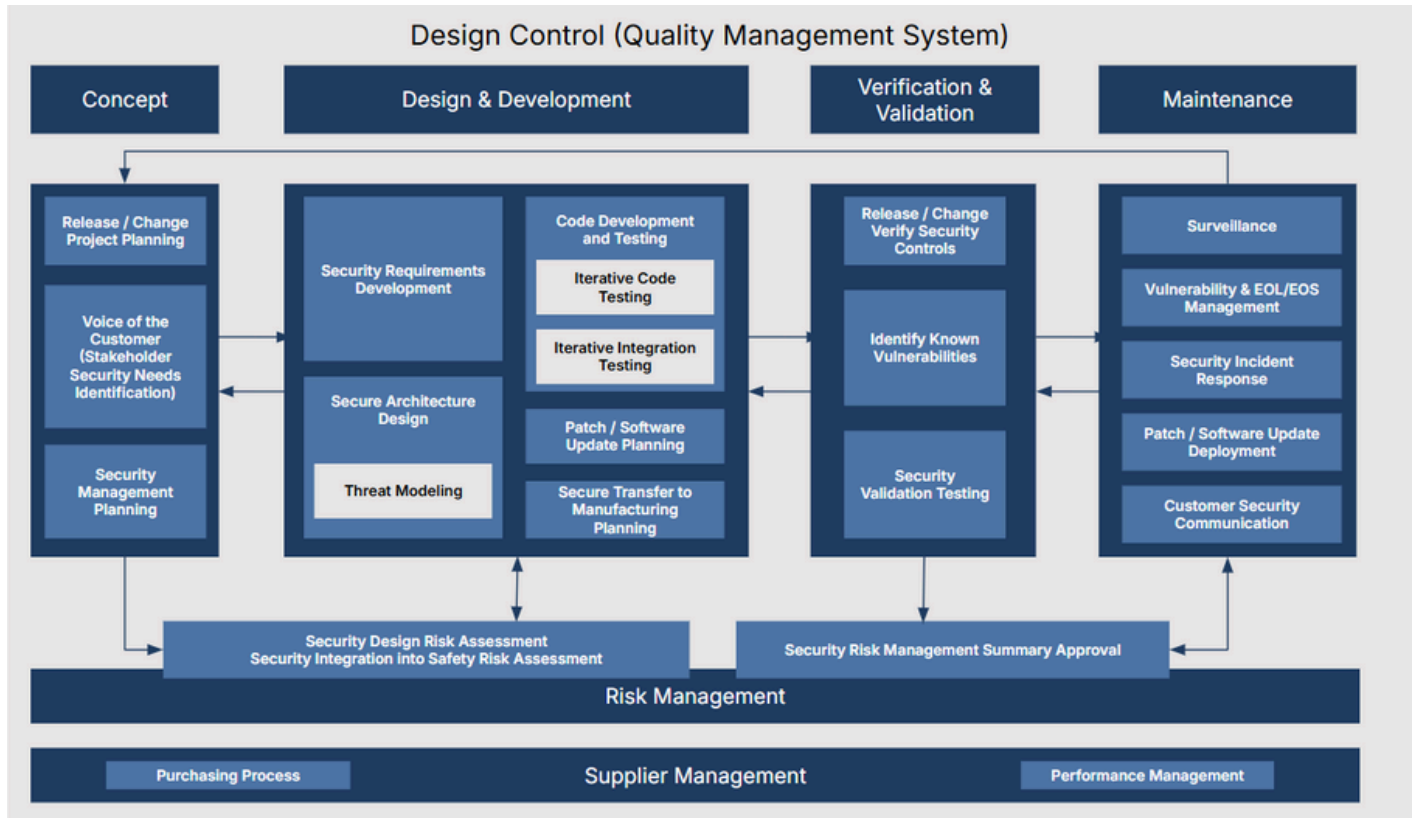 Design Control (Quality Management System)
Concept
Design & Development
Verification &
Validation
Maintenance
Release / Change
Project Planning
Voice of the
Customer
(Stakeholder
Security Needs
Identification)
Security
Management
Planning
Security Requirements
Development
Secure Architecture
Design
Threat Modeling
Code Development
and Testing
Iterative Code
Testing
Iterative Integration
Testing
Patch / Software
Update Planning
Secure Transfer to
Manufacturing
Planning
Release / Change
Verify Security
Controls
Identify Known
Vulnerabilities
Security
Validation Testing
Surveillance
Vulnerability & EOL/EOS
Management
Security Incident
Response
Patch / Software Update
Deployment
Customer Security
Communication
Security Design Risk Assessment
Security Integration into Safety Risk Assessment
Security Risk Management Summary Approval
Risk Management
Purchasing Process
Supplier Management
Performance Management